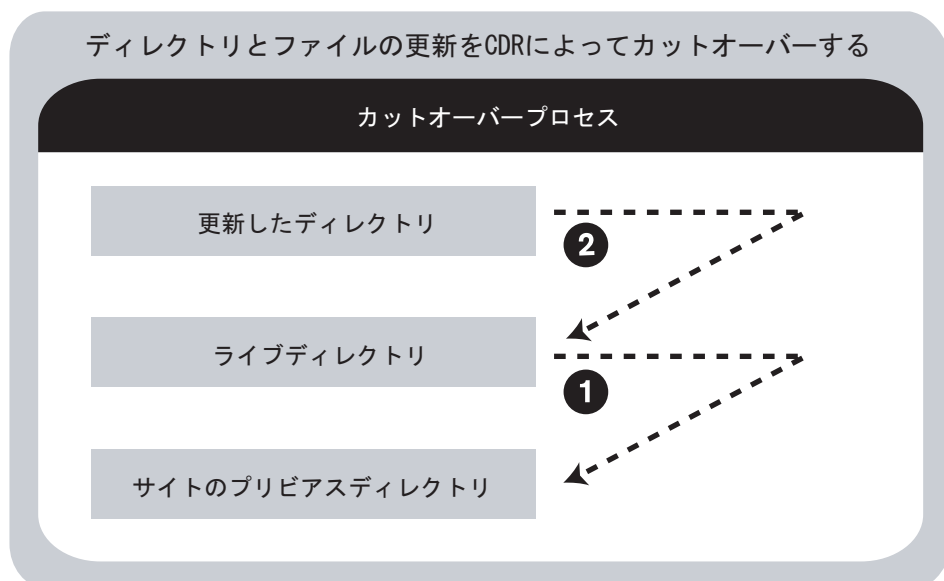 ディレクトリとファイルの更新をCDRによってカットオーバーする
カットオーバープロセス
更新したディレクトリ
2
ライブディレクトリ
1
サイトのプリビアスディレクトリ